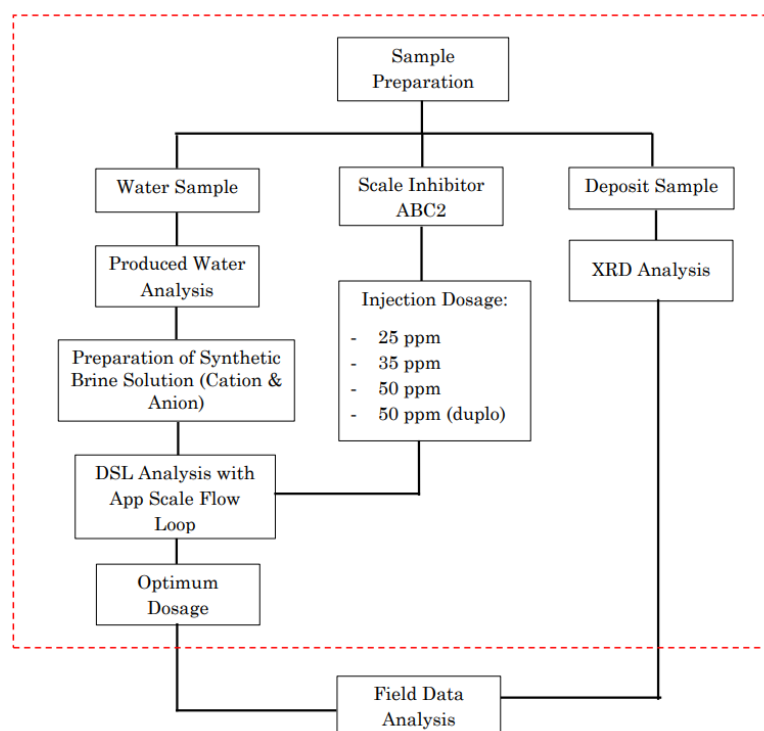 Sample
Preparation
Water Sample
Scale Inhibitor
ABC2
Deposit Sample
Produced Water
Analysis
Injection Dosage:
- 25 ppm
- 35 ppm
- 50 ppm
- 50 ppm (duplo)
XRD Analysis
Preparation of Synthetic
Brine Solution (Cation &
Anion)
DSL Analysis with
App Scale Flow
Loop
Optimum
Dosage
Field Data
Analysis